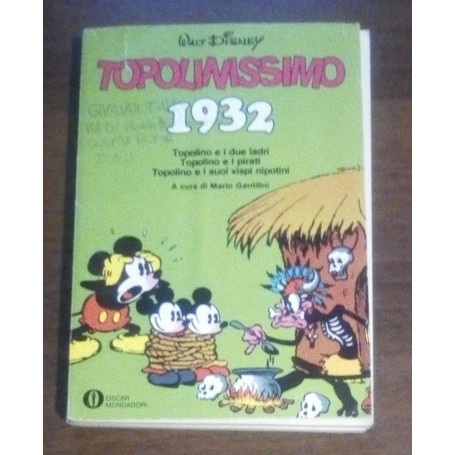 WALT DISNEY
TOPOLINISSIMO
1932
Topolino e i due ladri
Topolino e i pirati
Topolino e i suoi vispi nipotini
A cura di Mario Gentilini
OSCAR
MONDADORI